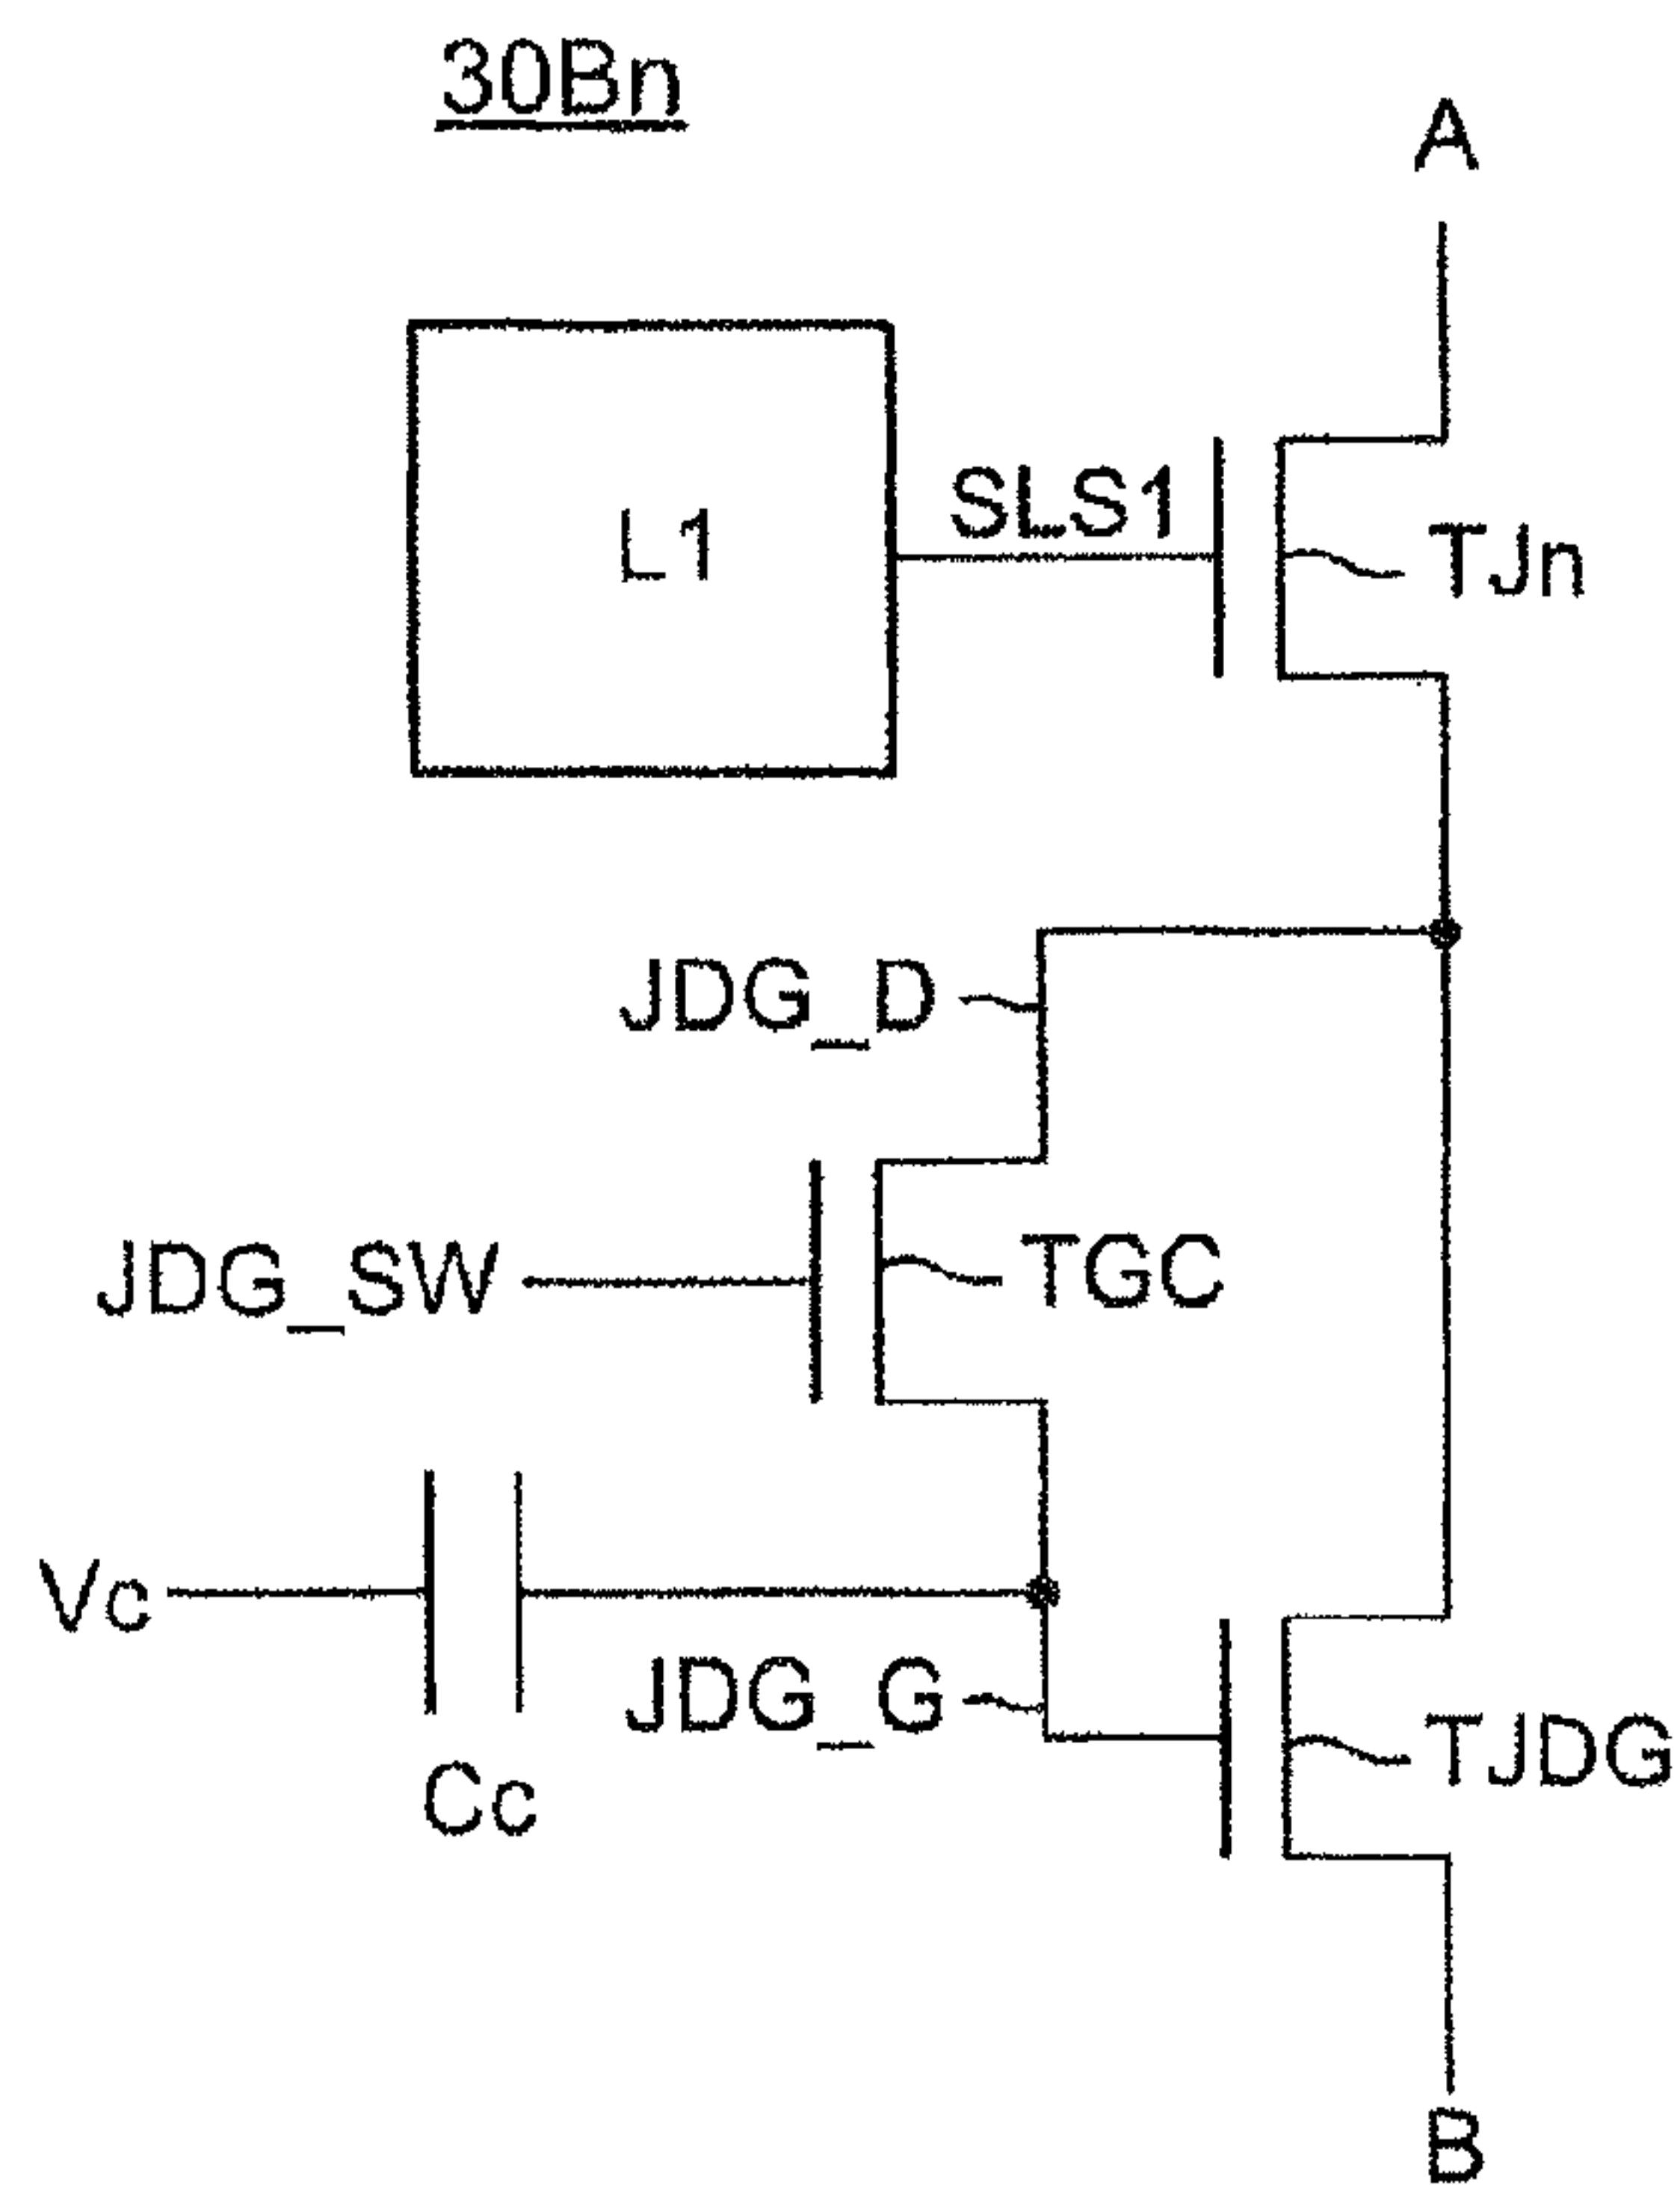 30Bn
A
L1
SLS1
TJn
JDG_D
JDG_SW
TGC
Vc
JDG_G
Cc
TJDG
B